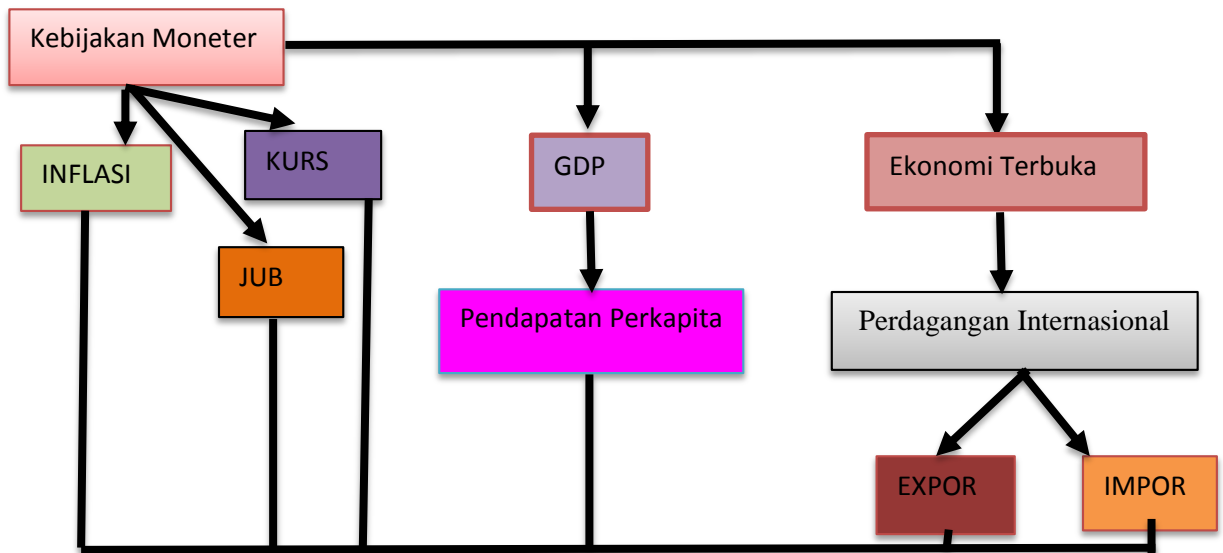 Kebijakan Moneter
INFLASI
KURS
GDP
Ekonomi Terbuka
JUB
Pendapatan Perkapita
Perdagangan Internasional
EXPOR
IMPOR